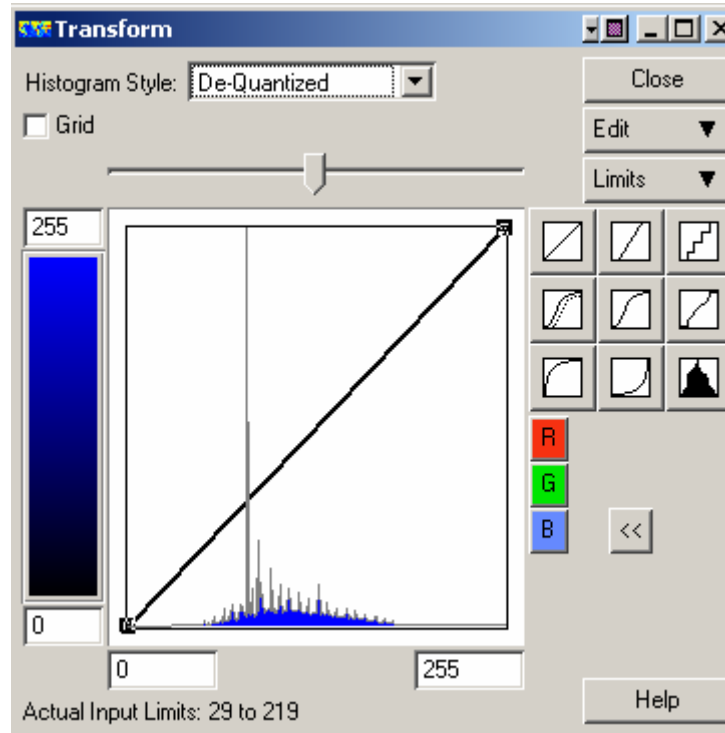 Transform
Histogram Style: De-Quantized
Close
Grid
Edit
Limits
255
R
G
B
<<
0
0 255
Actual Input Limits: 29 to 219
Help